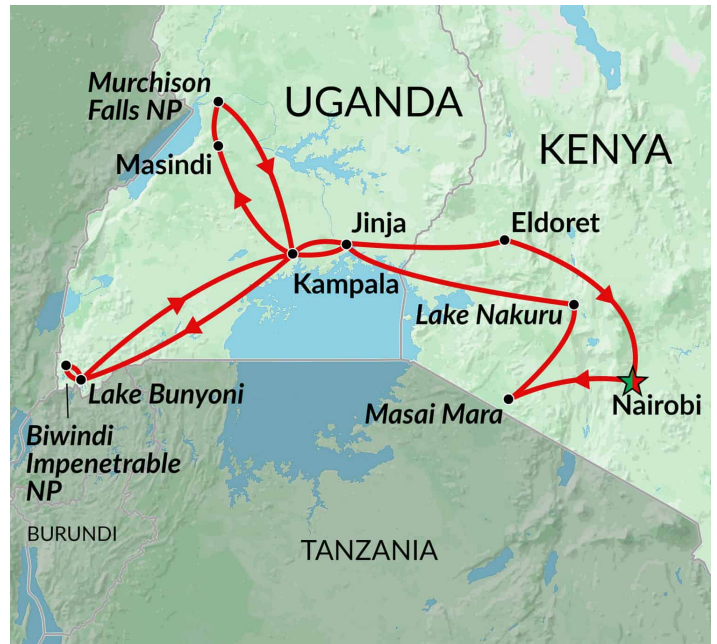 Murchison
Falls NP
UGANDA
KENYA
Masindi
Jinja
Eldoret
Kampala
Lake Nakuru
Lake Bunyoni
Masai Mara
Nairobi
Biwindi
Impenetrable
NP
BURUNDI
TANZANIA